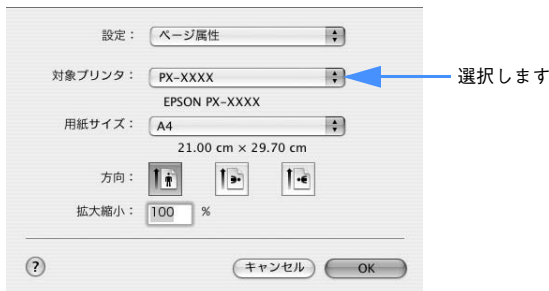 設定： ページ属性
対象プリンタ： PX-XXXX 選択します
EPSON PX-XXXX
用紙サイズ： A4
21.00 cm × 29.70 cm
方向：
拡大縮小： 100 %
? キャンセル OK